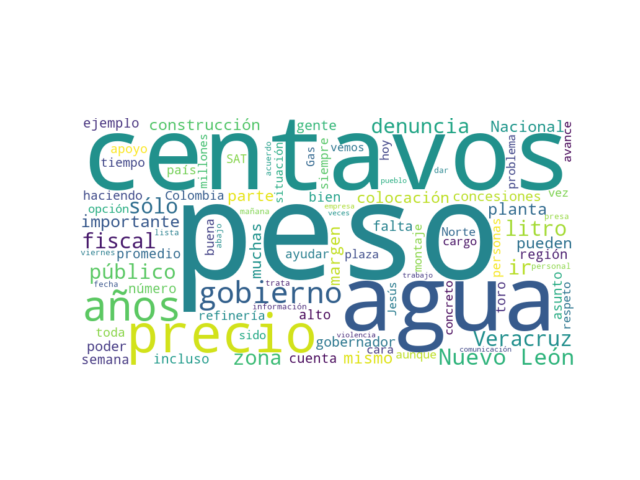 ejemplo construcción gente denuncia Nacional
centavos
apoyo tiempo país millones SAT acuerdo situación Gas siempre vemos hoy problema avance
pueblo dar
haciendo Colombia parte bien colocación concesiones vez
opción sólo mañana empresa veces planta presa
peso
importante lista buena muchas margen falta Norte personas litro
fiscal abajo ayudar plaza cargo montaje pueden
viernes promedio región
público trata trabajo ir personal
fecha número gobierno Jesús concreto toro asunto respeto
años información agua
refinería alto
precio sido violencia gobernador Veracruz
toda poder cara comunicación
semana incluso zona cuenta mismo aunque Nuevo León